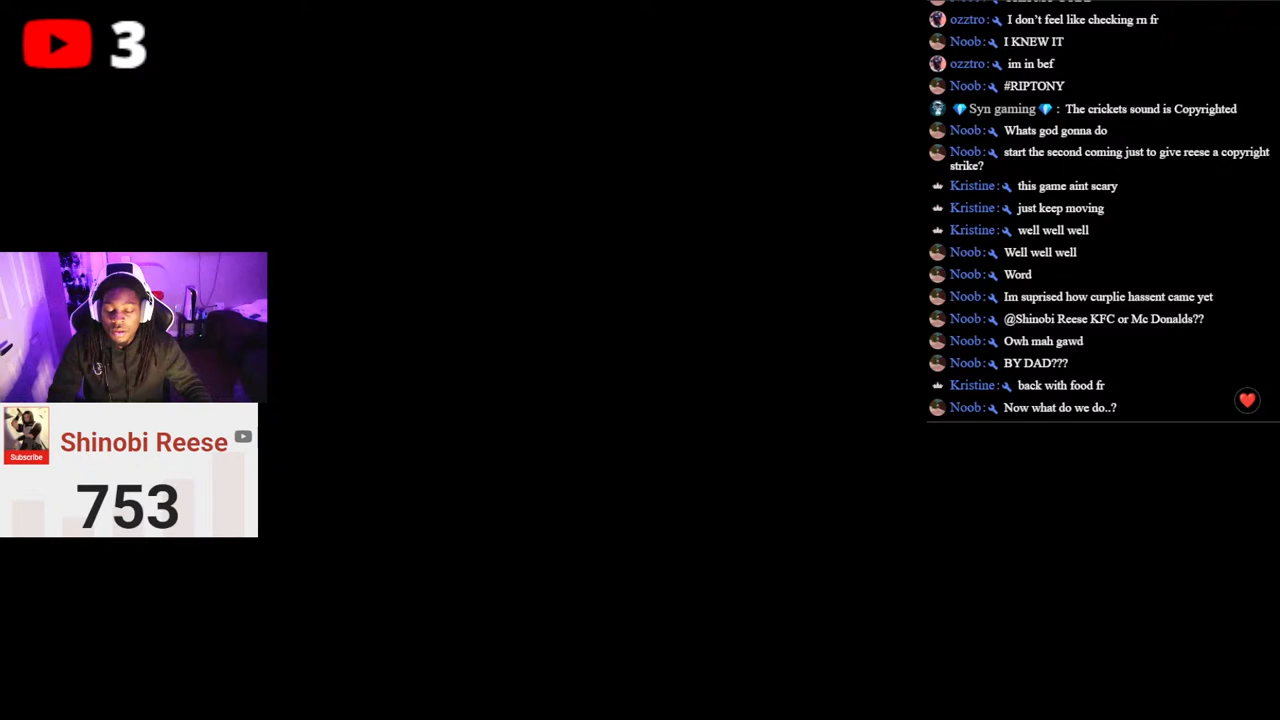 3
ozztro: I don't feel like checking rn fr
Noob: I KNEW IT
ozztro: im in bef
Noob: #RIPTONY
💎Syn gaming💎: The crickets sound is Copyrighted
Noob: Whats god gonna do
Noob: start the second coming just to give reese a copyright
strike?
Kristine: this game aint scary
Kristine: just keep moving
Kristine: well well well
Noob: Well well well
Noob: Word
Noob: Im suprised how curplie hassent came yet
Noob: @Shinobi Reese KFC or Mc Donalds??
Noob: Owh mah gawd
Noob: BY DAD???
Kristine: back with food fr
Noob: Now what do we do..?
Shinobi Reese
Subscribe
753